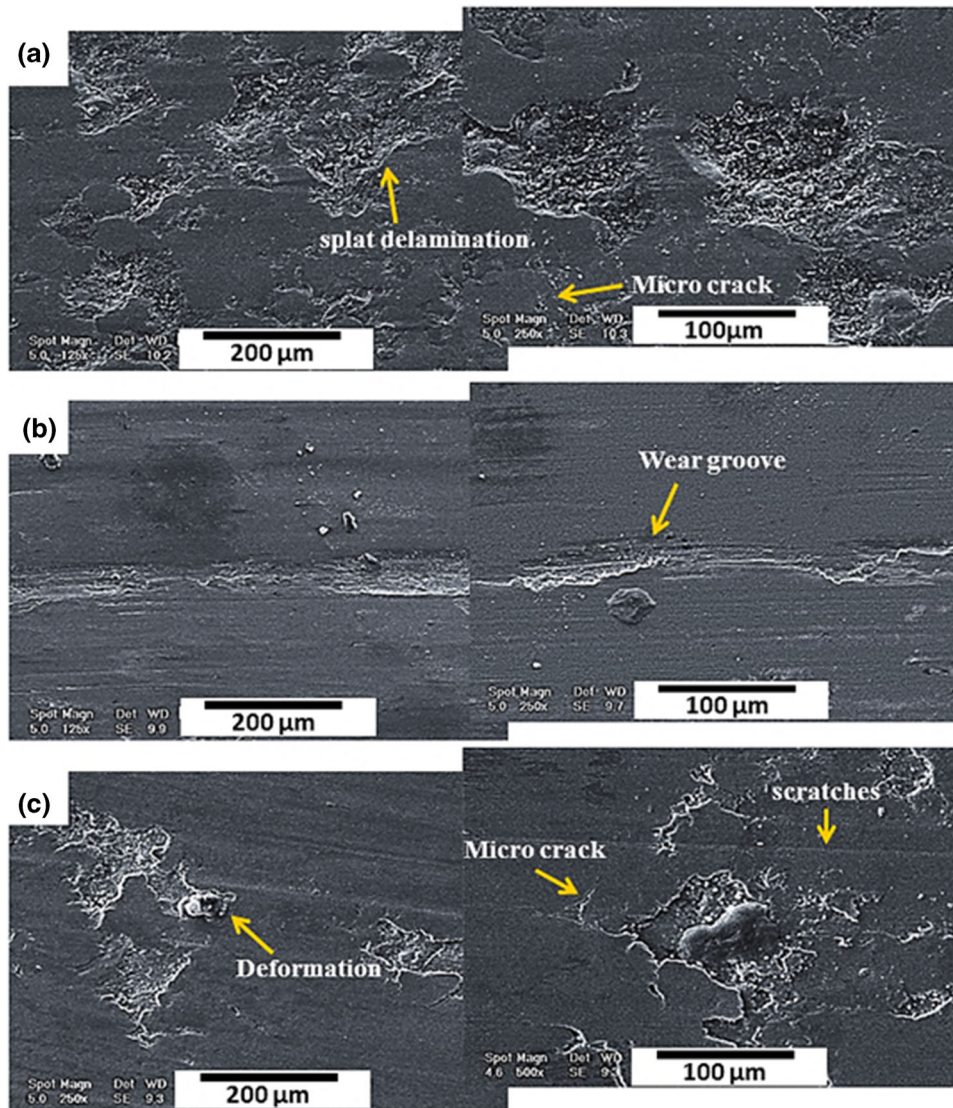 (a)
splat delamination
Micro crack
Spot Magn Det WD
5.0 125x SE 10.2
200 µm
Spot Magn Det WD
5.0 250x SE 10.3
100µm
(b)
Wear groove
Spot Magn Det WD
5.0 125x SE 9.9
200 µm
Spot Magn Det WD
5.0 250x SE 9.7
100 µm
(c)
scratches
Micro crack
Deformation
Spot Magn Det WD
5.0 250x SE 9.3
200 µm
Spot Magn Det WD
4.6 500x SE
100 µm